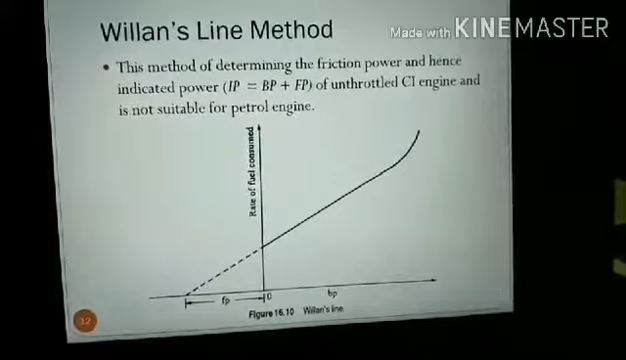 Willan's Line Method
Made with KINEMASTER
• This method of determining the friction power and hence
indicated power (IP = BP + FP) of unthrottled CI engine and
is not suitable for petrol engine.
Rate of fuel consumed
fp
0
bp
Figure 16.10 Willan's line
12